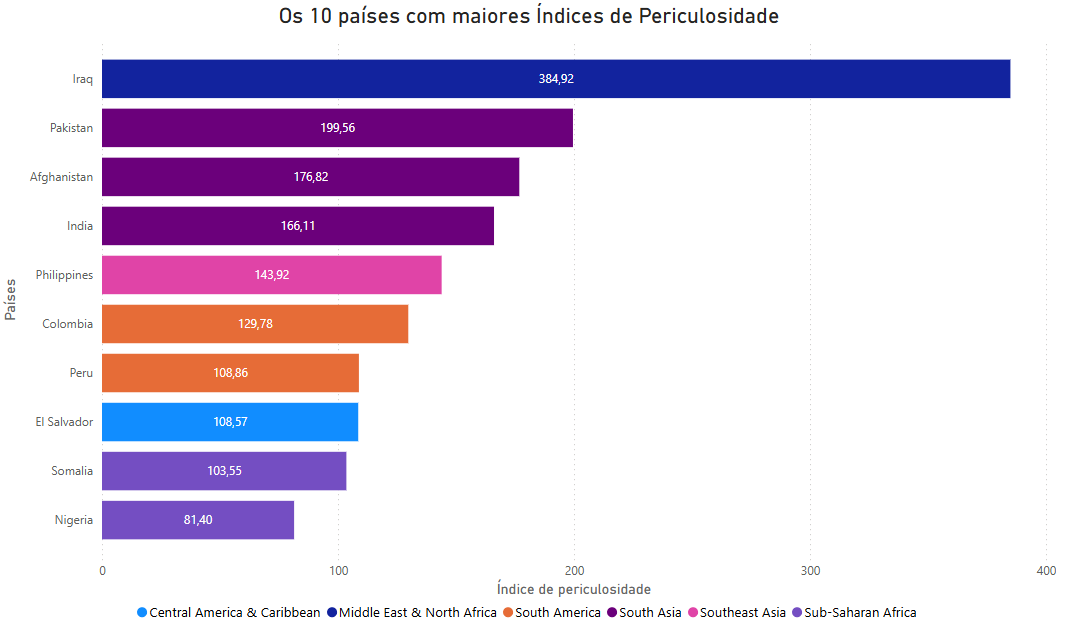 Os 10 países com maiores Índices de Periculosidade
Países
Iraq 384,92
Pakistan 199,56
Afghanistan 176,82
India 166,11
Philippines 143,92
Colombia 129,78
Peru 108,86
El Salvador 108,57
Somalia 103,55
Nigeria 81,40
0 100 200 300 400
Índice de periculosidade
Central America & Caribbean Middle East & North Africa South America South Asia Southeast Asia Sub-Saharan Africa